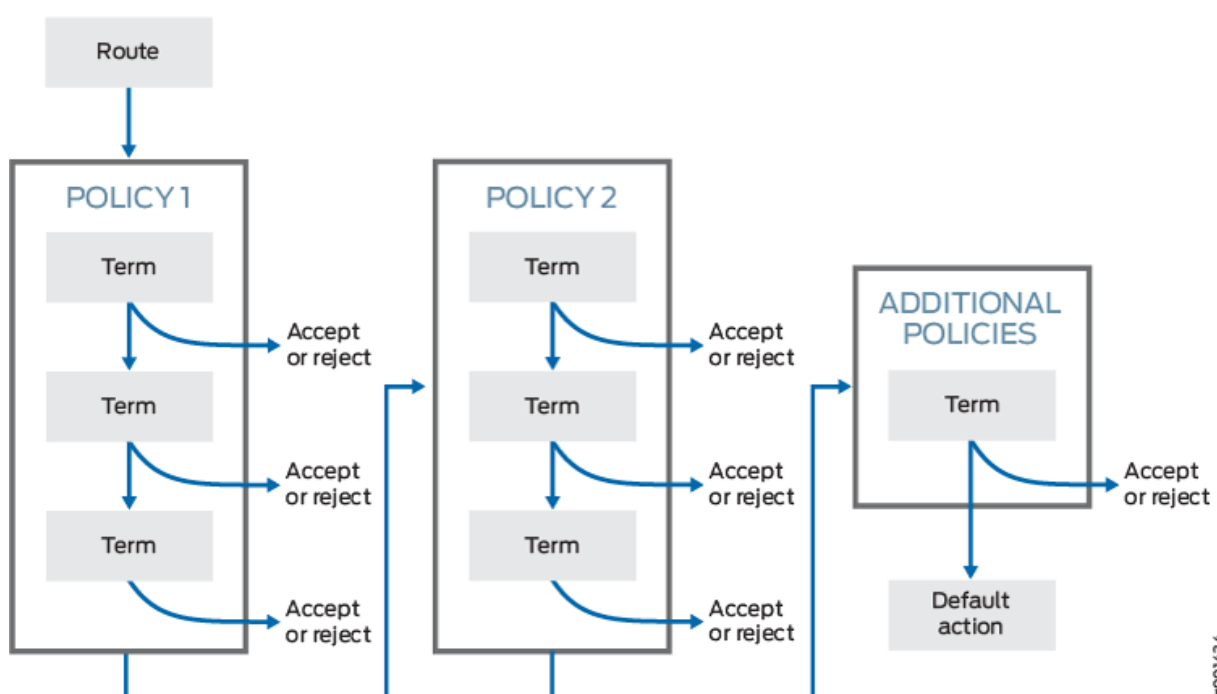 Route
POLICY 1
Term
Accept
or reject
Term
Accept
or reject
Term
Accept
or reject
POLICY 2
Term
Accept
or reject
Term
Accept
or reject
Term
Accept
or reject
ADDITIONAL
POLICIES
Term
Accept
or reject
Default
action